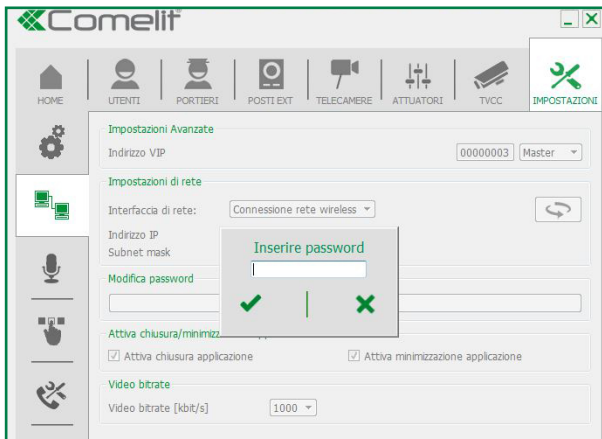 Comelit
HOME
UTENTI
PORTIERI
POSTI EXT
TELECAMERE
ATTUATORI
TVCC
IMPOSTAZIONI
Impostazioni Avanzate
Indirizzo VIP 00000003 Master
Impostazioni di rete
Interfaccia di rete: Connessione rete wireless
Indirizzo IP
Subnet mask
Inserire password
Modifica password
Attiva chiusura/minimizz
Attiva chiusura applicazione Attiva minimizzazione applicazione
Video bitrate
Video bitrate [kbit/s] 1000